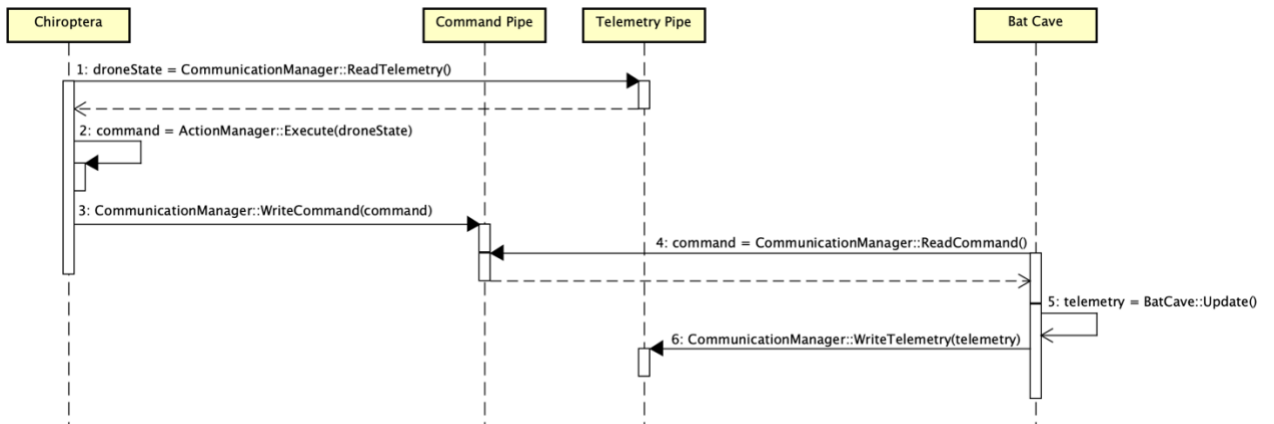 Chiroptera
Command Pipe
Telemetry Pipe
Bat Cave
1: droneState = CommunicationManager::ReadTelemetry()
2: command = ActionManager::Execute(droneState)
3: CommunicationManager::WriteCommand(command)
4: command = CommunicationManager::ReadCommand()
5: telemetry = BatCave::Update()
6: CommunicationManager::WriteTelemetry(telemetry)